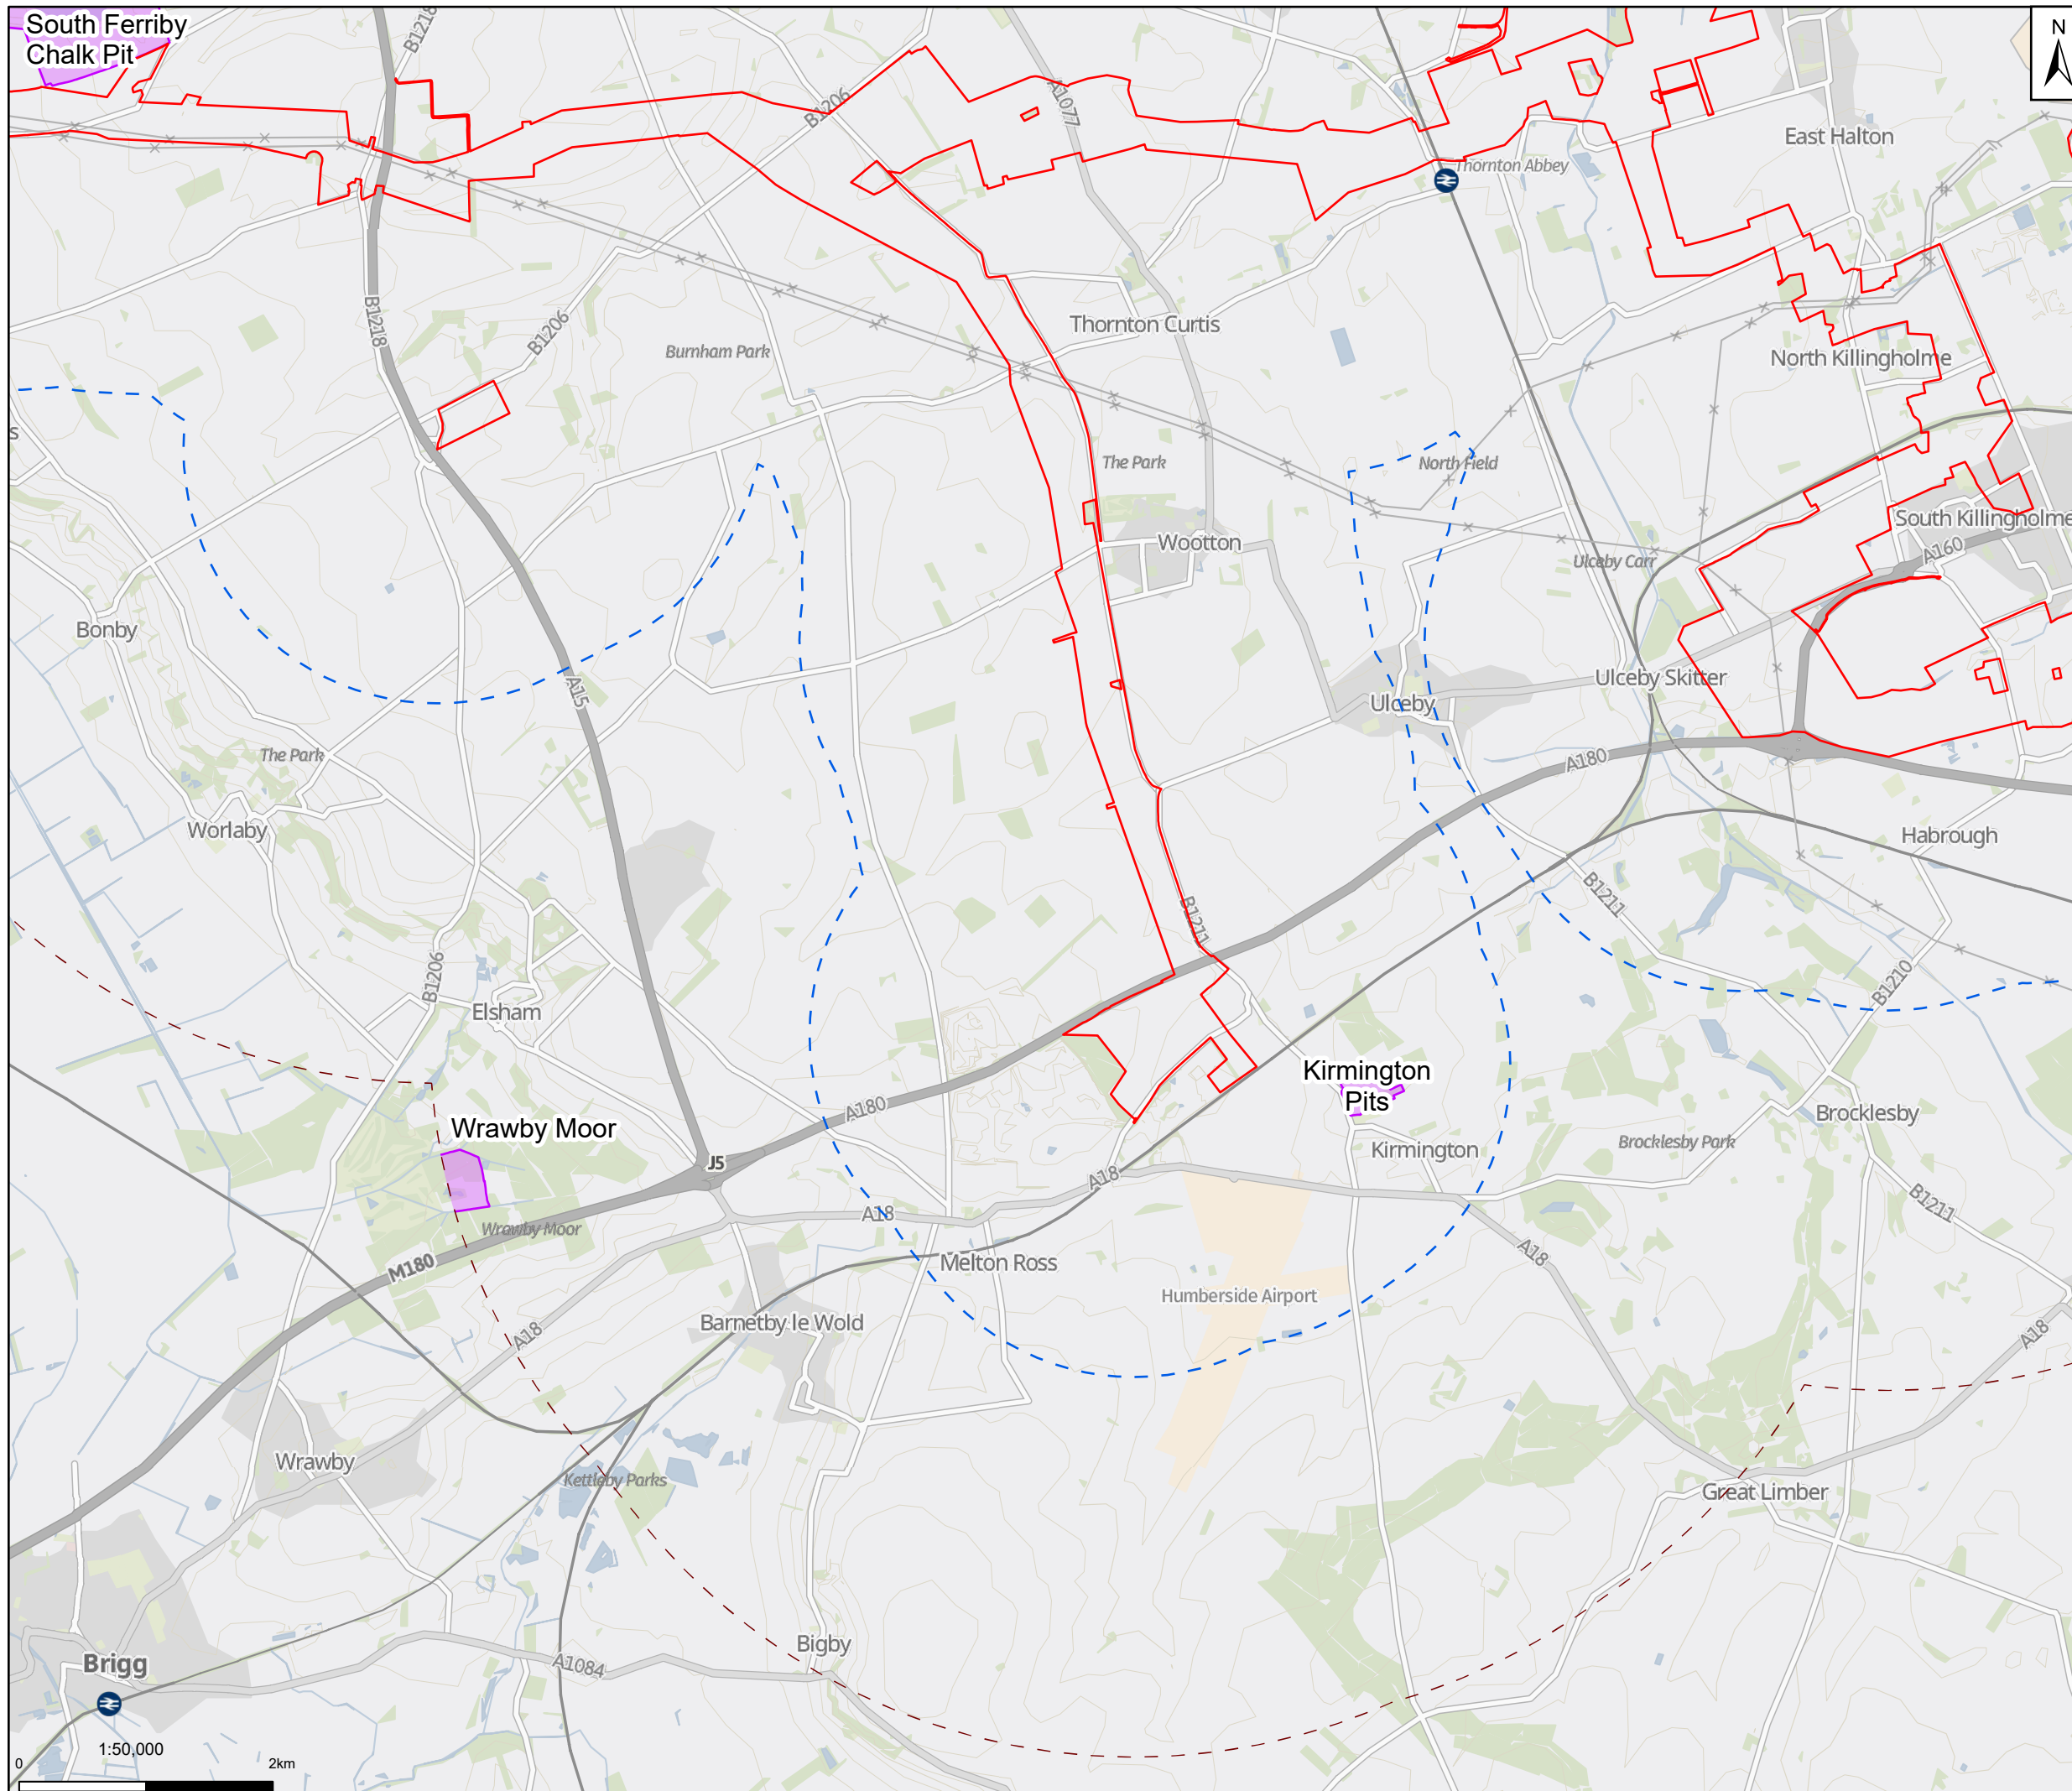 South Ferriby
Chalk Pit
B1218
N
B1206
A1077
East Halton
Thornton Abbey
B1218
B1206
Thornton Curtis
Burnham Park
North Killingholme
s
The Park
North Field
South Killingholme
Wootton
A160
Ulceby Carr
Bonby
A15
Ulceby Skitter
Ulceby
The Park
A180
Worlaby
Habrough
B1211
B1211
B1206
B1210
Elsham
Kirmington
Pits
A180
Brocklesby
Wrawby Moor
Brocklesby Park
Kirmington
J5
A18
B1211
A18
Wrawby Moor
A18
M180
Melton Ross
Humberside Airport
Barnetby le Wold
A18
A18
Wrawby
Kettleby Parks
Great Limber
Bigby
Brigg
A1084
1:50,000
0
2km